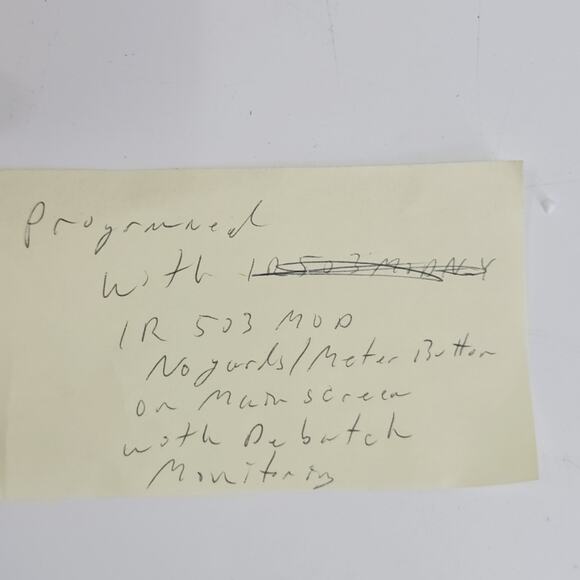 Programmed
with
IR 503 MOD
No yards/Meter Button
on Main screen
with Debatch
Monitoring